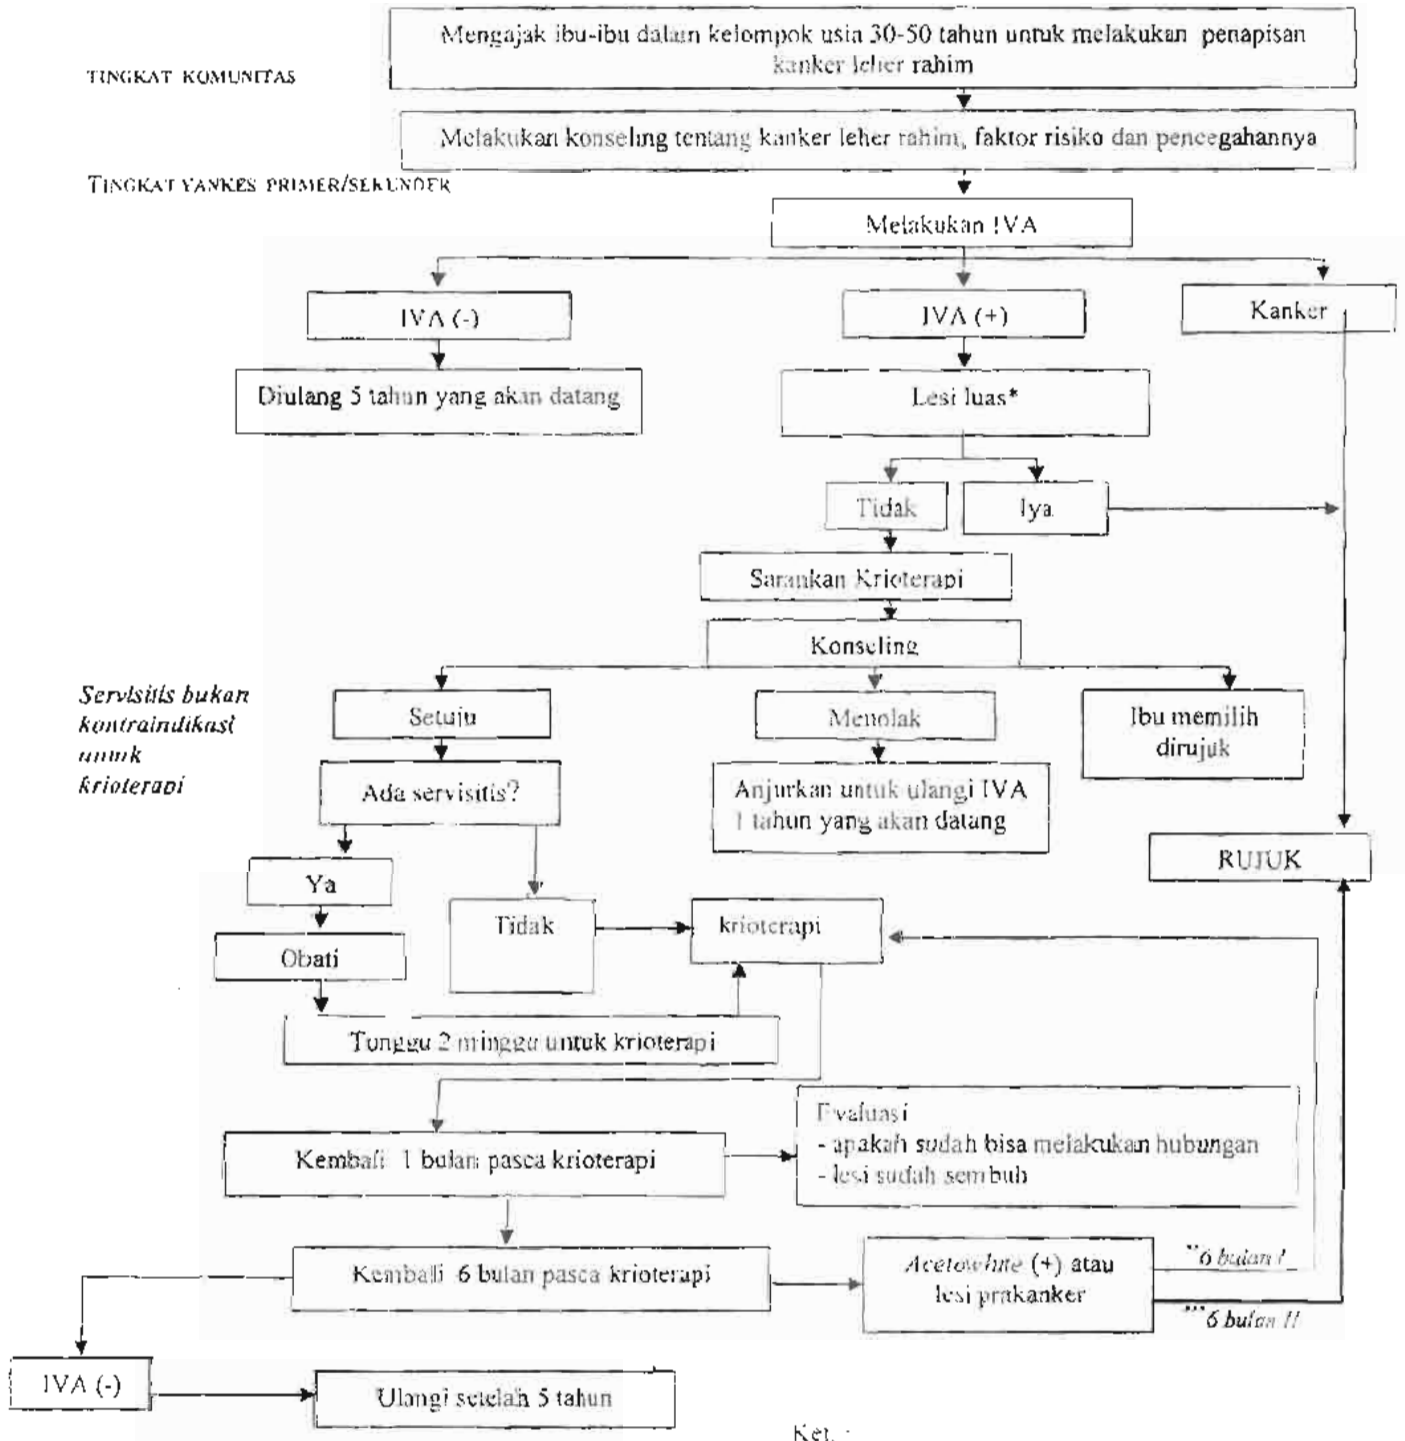 Mengajak ibu-ibu dalam kelompok usia 30-50 tahun untuk melakukan penapisan
kanker leher rahim
TINGKAT KOMUNITAS
Melakukan konseling tentang kanker leher rahim, faktor risiko dan pencegahannya
TINGKAT YANKES PRIMER/SEKUNDER
Melakukan IVA
IVA (-)
IVA (+)
Kanker
Diulang 5 tahun yang akan datang
Lesi luas*
Tidak
Iya
Sarankan Krioterapi
Konseling
Servisitis bukan
kontraindikasi
untuk
krioterapi
Setuju
Menolak
Ibu memilih
dirujuk
Ada servisitis?
Anjurkan untuk ulangi IVA
1 tahun yang akan datang
RUJUK
Ya
Tidak
krioterapi
Obati
Tunggu 2 minggu untuk krioterapi
Evaluasi
- apakah sudah bisa melakukan hubungan
- lesi sudah sembuh
Kembali 1 bulan pasca krioterapi
Kembali 6 bulan pasca krioterapi
Acetowhite (+) atau
lesi prakanker
**6 bulan I
***6 bulan II
IVA (-)
Ulangi setelah 5 tahun
Ket. :